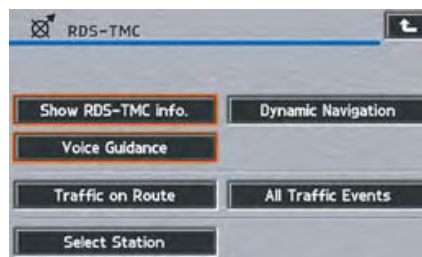 RDS-TMC
Show RDS-TMC info.
Dynamic Navigation
Voice Guidance
Traffic on Route
All Traffic Events
Select Station